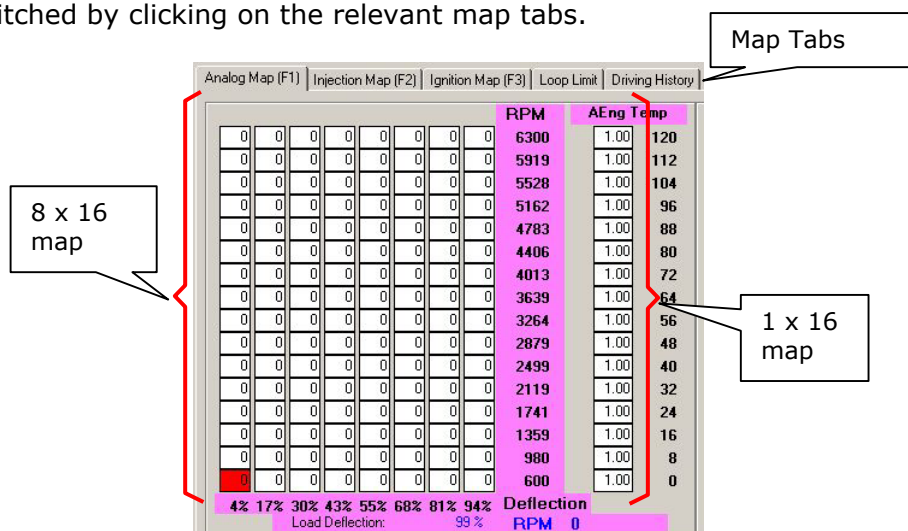 itched by clicking on the relevant map tabs.
Map Tabs
Analog Map (F1) Injection Map (F2) Ignition Map (F3) Loop Limit Driving History
RPM AEng Temp
0 0 0 0 0 0 0 0 6300 1.00 120
0 0 0 0 0 0 0 0 5919 1.00 112
0 0 0 0 0 0 0 0 5528 1.00 104
0 0 0 0 0 0 0 0 5162 1.00 96
0 0 0 0 0 0 0 0 4783 1.00 88
0 0 0 0 0 0 0 0 4406 1.00 80
0 0 0 0 0 0 0 0 4013 1.00 72
0 0 0 0 0 0 0 0 3639 1.00 64
0 0 0 0 0 0 0 0 3264 1.00 56
0 0 0 0 0 0 0 0 2879 1.00 48
0 0 0 0 0 0 0 0 2499 1.00 40
0 0 0 0 0 0 0 0 2119 1.00 32
0 0 0 0 0 0 0 0 1741 1.00 24
0 0 0 0 0 0 0 0 1359 1.00 16
0 0 0 0 0 0 0 0 980 1.00 8
0 0 0 0 0 0 0 0 600 1.00 0
4% 17% 30% 43% 55% 68% 81% 94% Deflection
Load Deflection: 99 % RPM 0
8 x 16
map
1 x 16
map